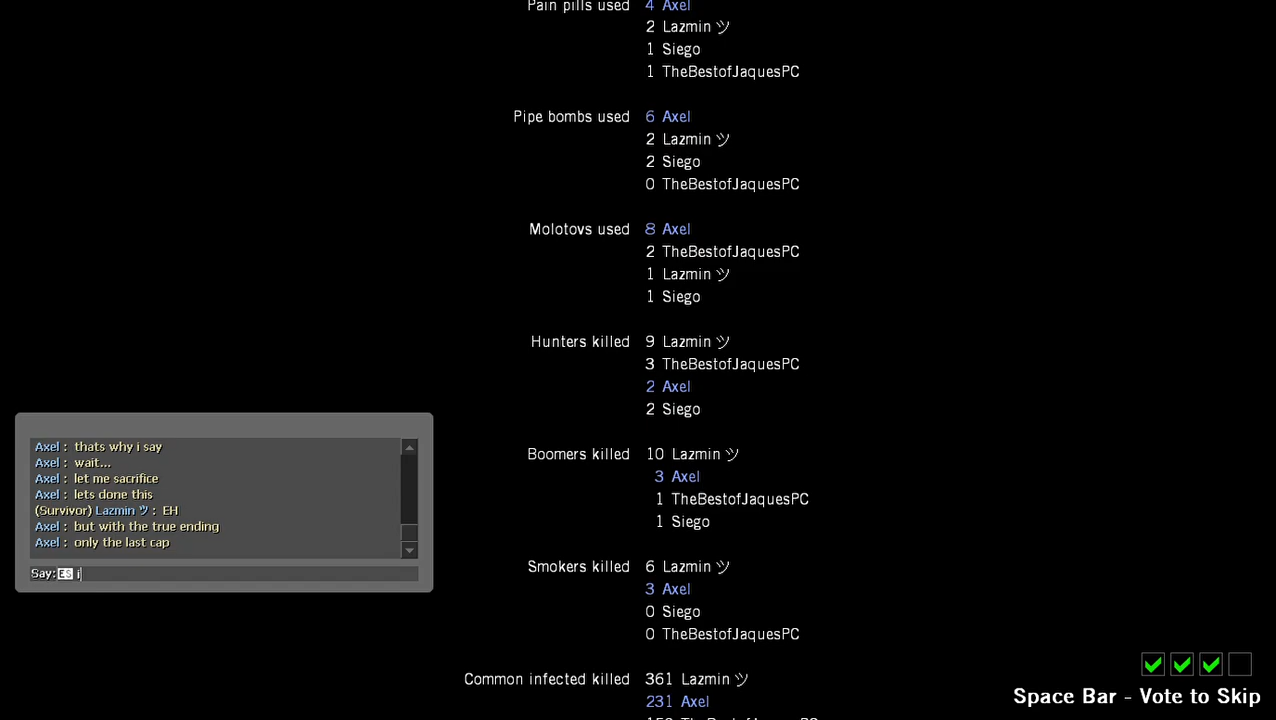 Pain pills used 4 Axel
2 Lazmin ツ
1 Siego
1 TheBestofJaquesPC
Pipe bombs used 6 Axel
2 Lazmin ツ
2 Siego
0 TheBestofJaquesPC
Molotovs used 8 Axel
2 TheBestofJaquesPC
1 Lazmin ツ
1 Siego
Hunters killed 9 Lazmin ツ
3 TheBestofJaquesPC
2 Axel
2 Siego
Boomers killed 10 Lazmin ツ
3 Axel
1 TheBestofJaquesPC
1 Siego
Smokers killed 6 Lazmin ツ
3 Axel
0 Siego
0 TheBestofJaquesPC
Common infected killed 361 Lazmin ツ
231 Axel
Axel : thats why i say
Axel : wait...
Axel : let me sacrifice
Axel : lets done this
(Survivor) Lazmin ツ : EH
Axel : but with the true ending
Axel : only the last cap
Say: ES i
Space Bar - Vote to Skip